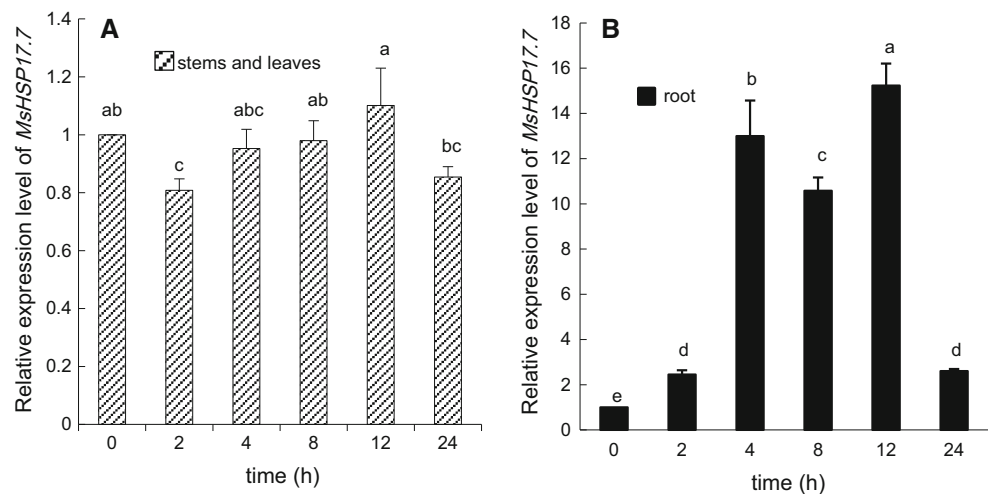 A
stems and leaves
Relative expression level of MsHSP17.7
1.4
1.2
1
0.8
0.6
0.4
0.2
0
ab
c
abc
ab
a
bc
0 2 4 8 12 24
time (h)
B
root
Relative expression level of MsHSP17.7
18
16
14
12
10
8
6
4
2
0
e
d
b
c
a
d
0 2 4 8 12 24
time (h)